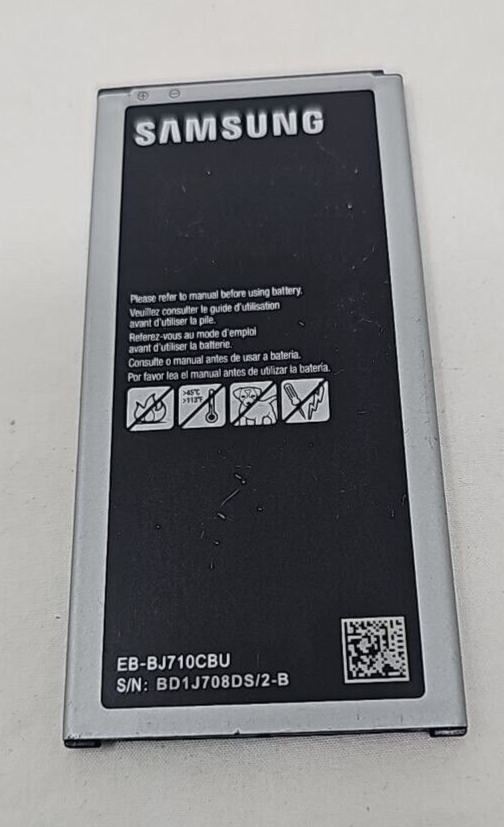 SAMSUNG
Please refer to manual before using battery.
Veuillez consulter le guide d'utilisation
avant d'utiliser la pile.
Referez-vous au mode d'emploi
avant d'utiliser la batterie.
Consulte o manual antes de usar a bateria.
Por favor lea el manual antes de utilizar la batería.
>45°C
>113°F
EB-BJ710CBU
S/N: BD1J708DS/2-B